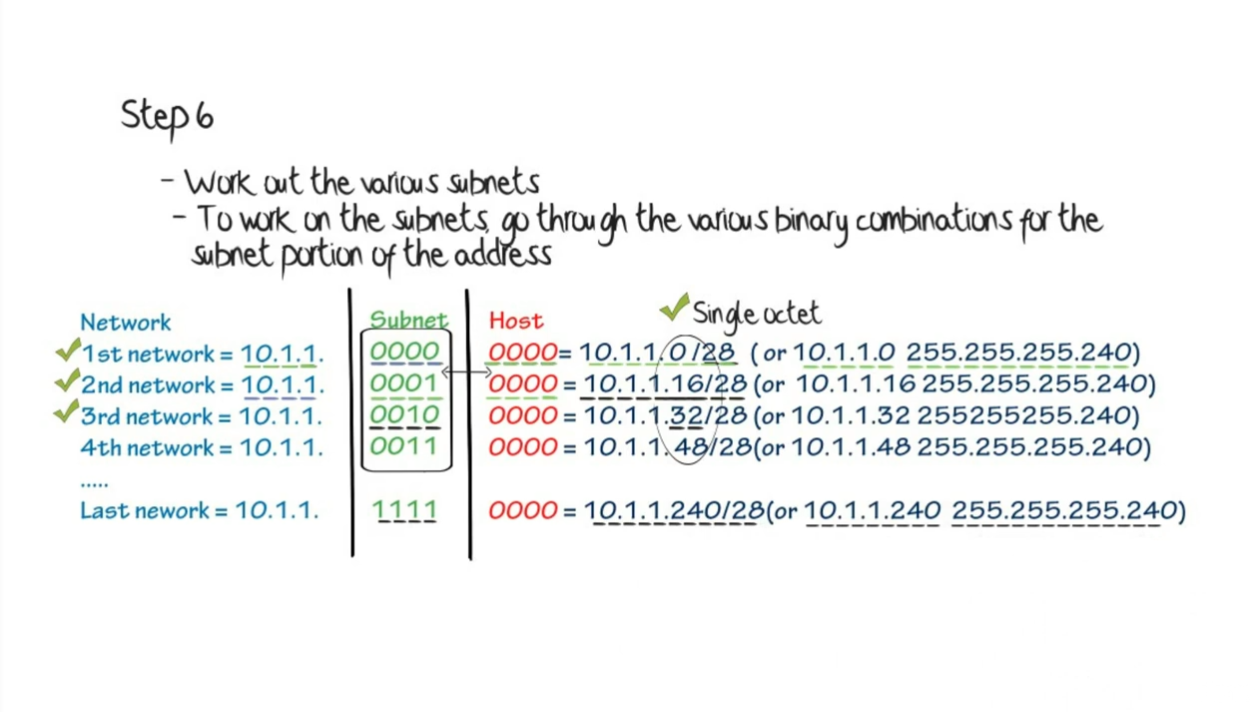 Step 6
- Work out the various subnets
- To work on the subnets, go through the various binary combinations for the
subnet portion of the address
Single octet
Network Subnet Host
1st network = 10.1.1. 0000 0000= 10.1.1.0/28 (or 10.1.1.0 255.255.255.240)
2nd network = 10.1.1. 0001 0000 = 10.1.1.16/28 (or 10.1.1.16 255.255.255.240)
3rd network = 10.1.1. 0010 0000 = 10.1.1.32/28 (or 10.1.1.32 255255255.240)
4th network = 10.1.1. 0011 0000 = 10.1.1.48/28(or 10.1.1.48 255.255.255.240)
.....
Last nework = 10.1.1. 1111 0000 = 10.1.1.240/28(or 10.1.1.240 255.255.255.240)